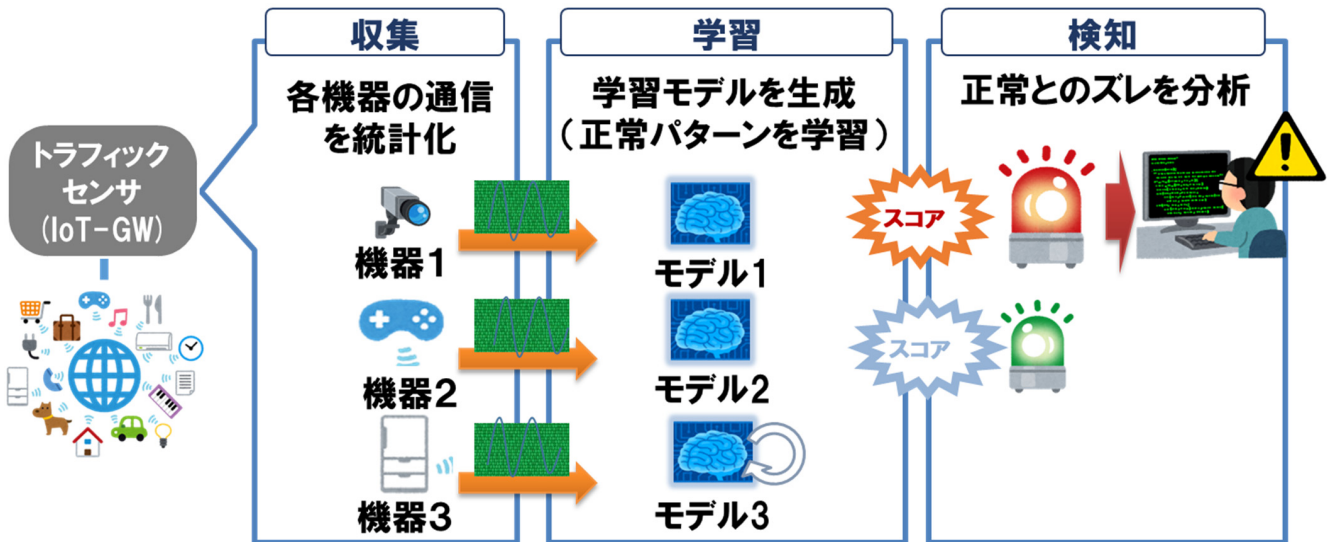 収集
学習
検知
各機器の通信
を統計化
学習モデルを生成
(正常パターンを学習)
正常とのズレを分析
トラフィック
センサ
(IoT-GW)
機器1
モデル1
スコア
機器2
モデル2
スコア
機器3
モデル3